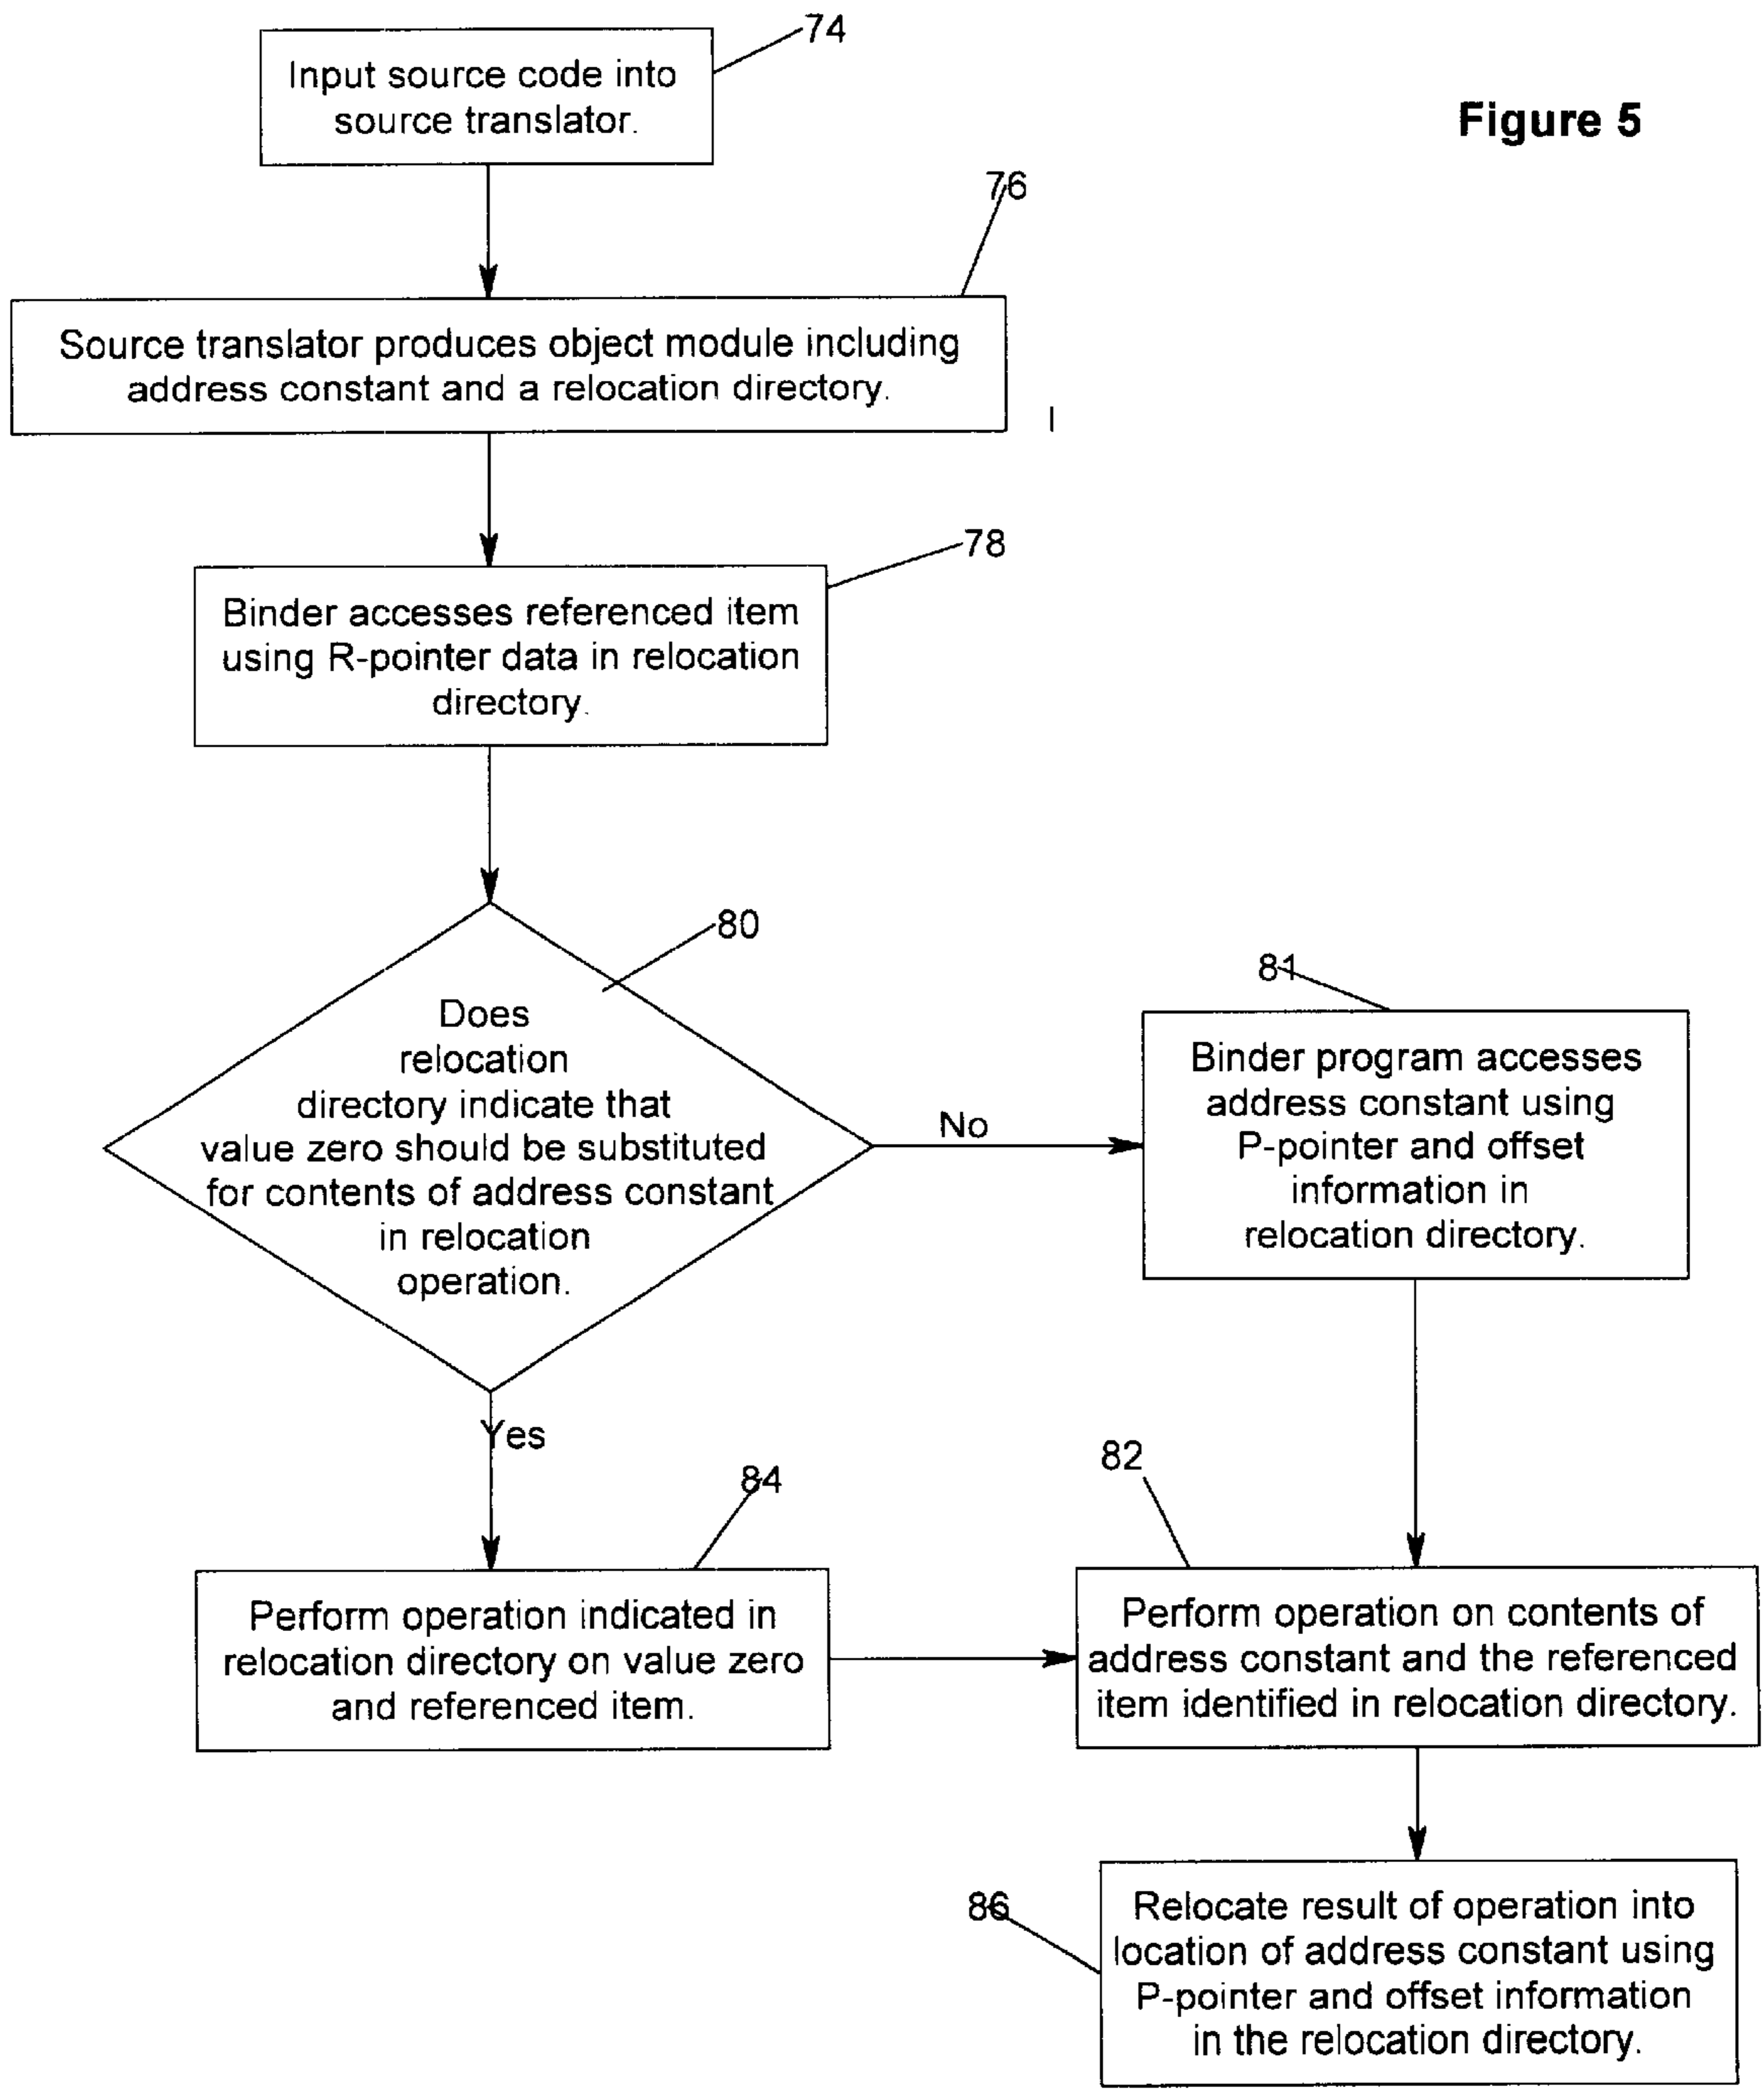 74
Input source code into
source translator.
Figure 5
76
Source translator produces object module including
address constant and a relocation directory.
78
Binder accesses referenced item
using R-pointer data in relocation
directory.
80
Does
relocation
directory indicate that
value zero should be substituted
for contents of address constant
in relocation
operation.
No
81
Binder program accesses
address constant using
P-pointer and offset
information in
relocation directory.
Yes
84
Perform operation indicated in
relocation directory on value zero
and referenced item.
82
Perform operation on contents of
address constant and the referenced
item identified in relocation directory.
86
Relocate result of operation into
location of address constant using
P-pointer and offset information
in the relocation directory.